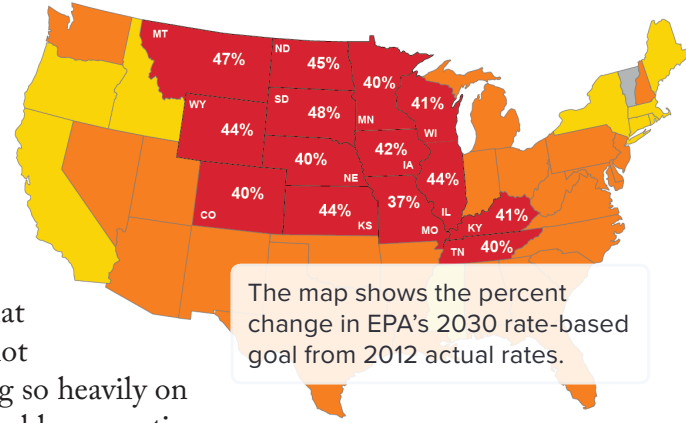 MT
47%
ND
45%
40%
MN
41%
WI
WY
44%
SD
48%
42%
IA
40%
NE
44%
IL
40%
CO
44%
KS
37%
MO
41%
KY
40%
TN
The map shows the percent
change in EPA's 2030 rate-based
goal from 2012 actual rates.
so heavily on